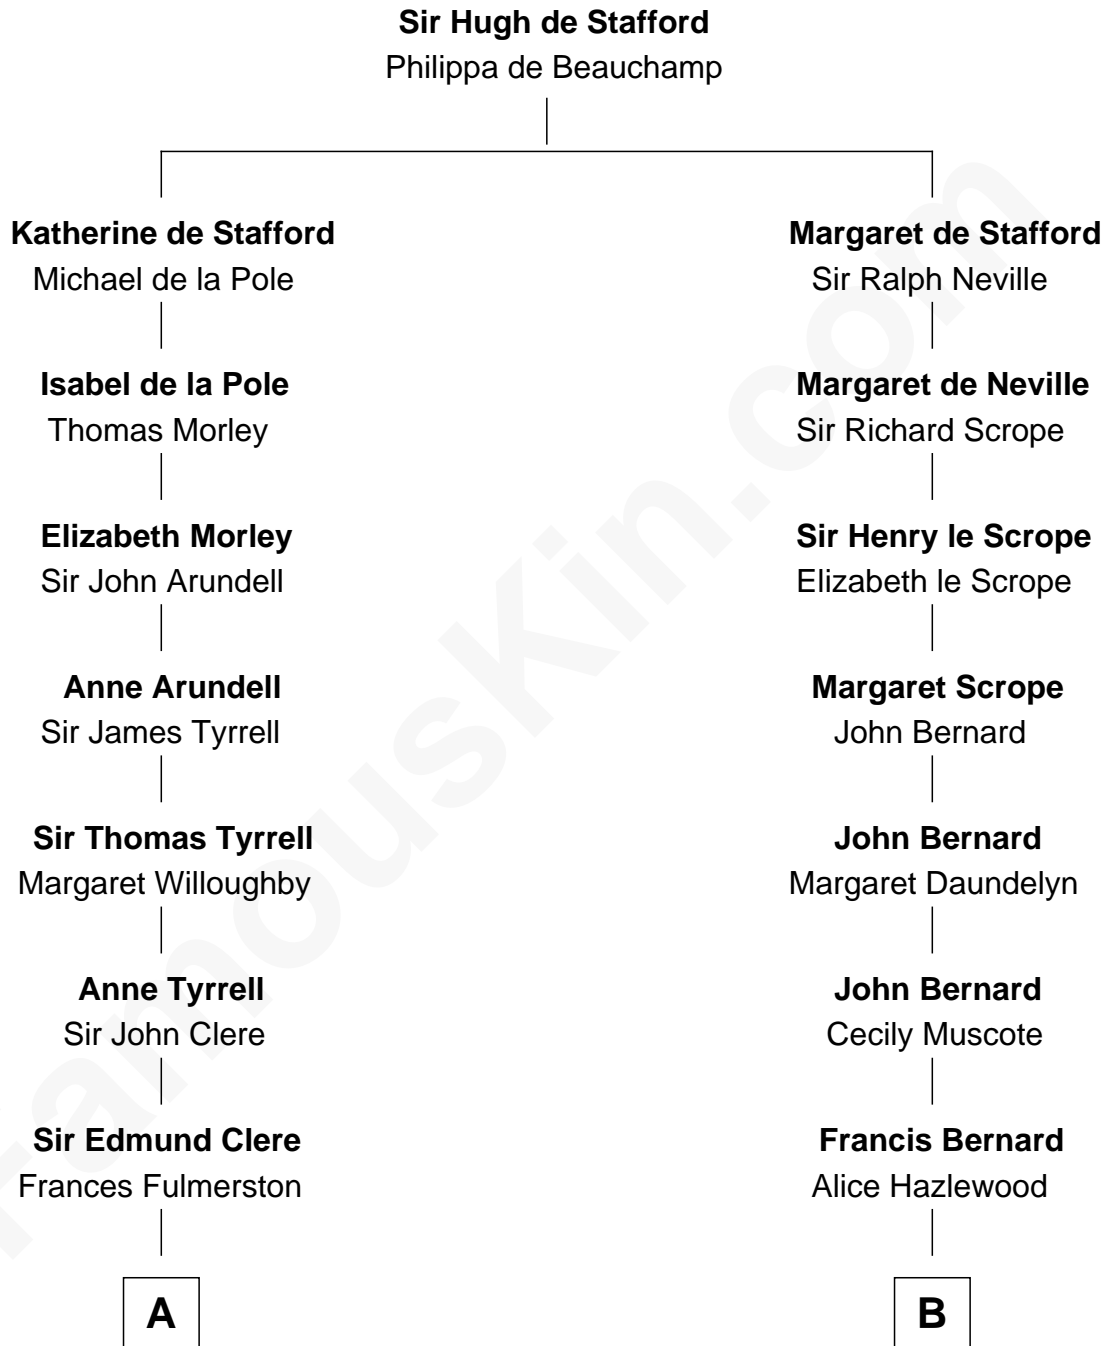 Sir Hugh de Stafford
Philippa de Beauchamp
Katherine de Stafford
Michael de la Pole
Margaret de Stafford
Sir Ralph Neville
Isabel de la Pole
Thomas Morley
Margaret de Neville
Sir Richard Scrope
Elizabeth Morley
Sir John Arundell
Sir Henry le Scrope
Elizabeth le Scrope
Anne Arundell
Sir James Tyrrell
Margaret Scrope
John Bernard
Sir Thomas Tyrrell
Margaret Willoughby
John Bernard
Margaret Daundelyn
Anne Tyrrell
Sir John Clere
John Bernard
Cecily Muscote
Sir Edmund Clere
Frances Fulmerston
Francis Bernard
Alice Hazlewood
A
B
FamousKin.com